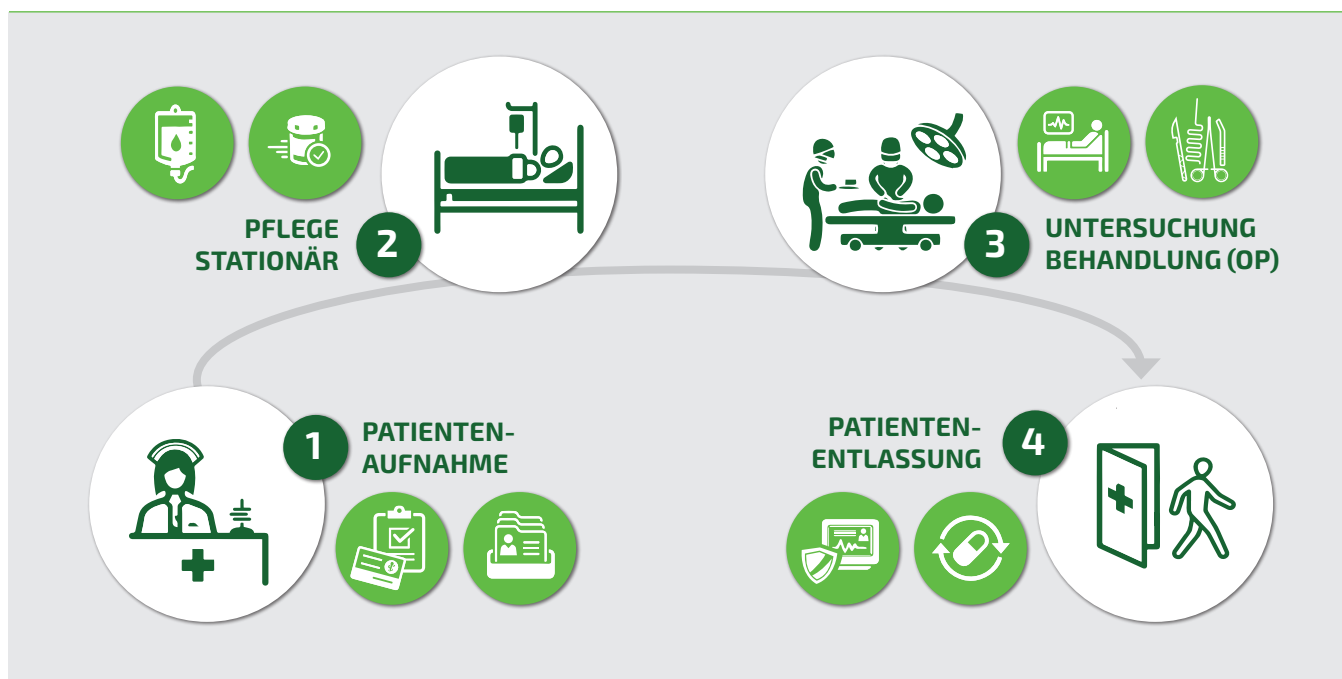 1
PATIENTEN-
AUFNAHME
2
PFLEGE
STATIONÄR
3
UNTERSUCHUNG
BEHANDLUNG (OP)
4
PATIENTEN-
ENTLASSUNG